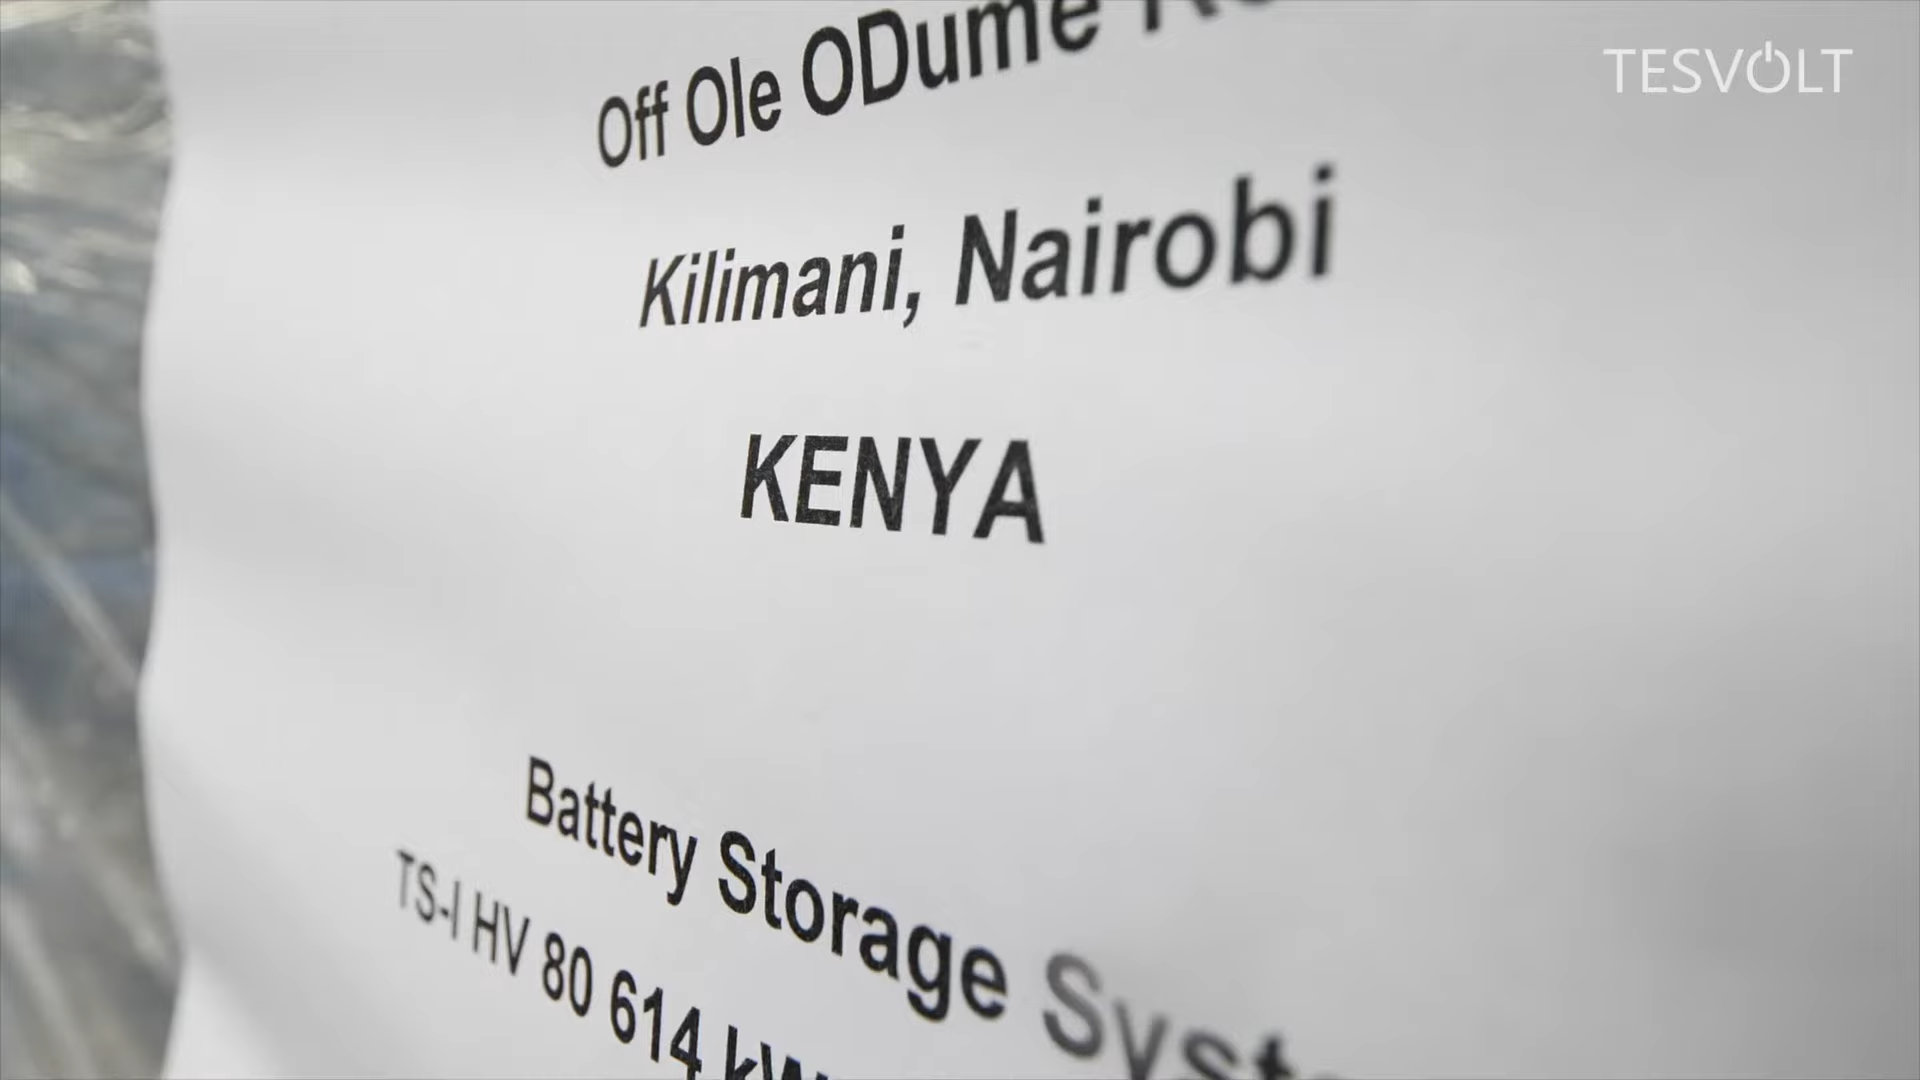 Off Ole ODume
TESVOLT
Kilimani, Nairobi
KENYA
Battery Storage
TS-I HV 80 614